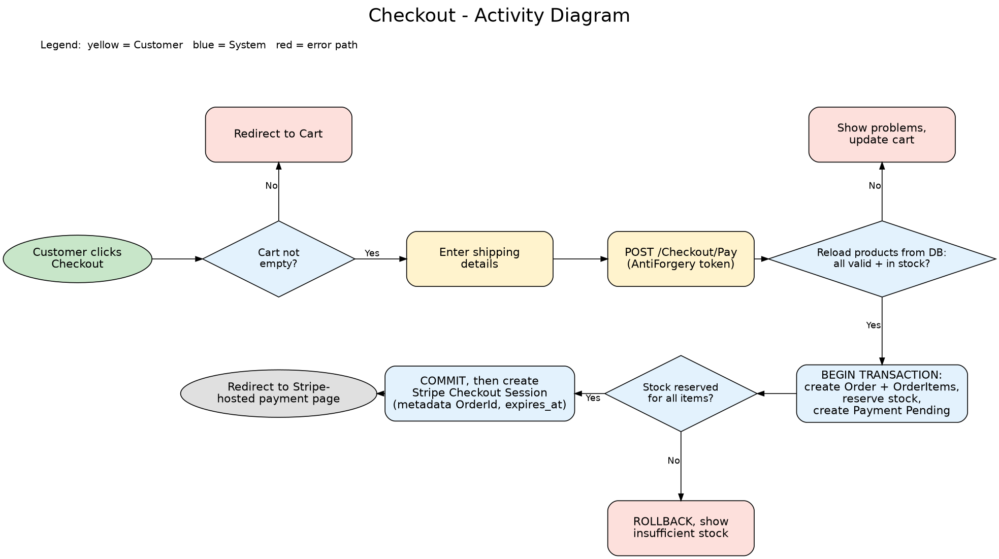 Checkout - Activity Diagram
Legend:  yellow = Customer   blue = System   red = error path
Redirect to Cart
Show problems,
update cart
No
No
Customer clicks
Checkout
Cart not
empty?
Yes
Enter shipping
details
POST /Checkout/Pay
(AntiForgery token)
Reload products from DB:
all valid + in stock?
Yes
BEGIN TRANSACTION:
create Order + OrderItems,
reserve stock,
create Payment Pending
Stock reserved
for all items?
Yes
COMMIT, then create
Stripe Checkout Session
(metadata OrderId, expires_at)
Redirect to Stripe-
hosted payment page
No
ROLLBACK, show
insufficient stock